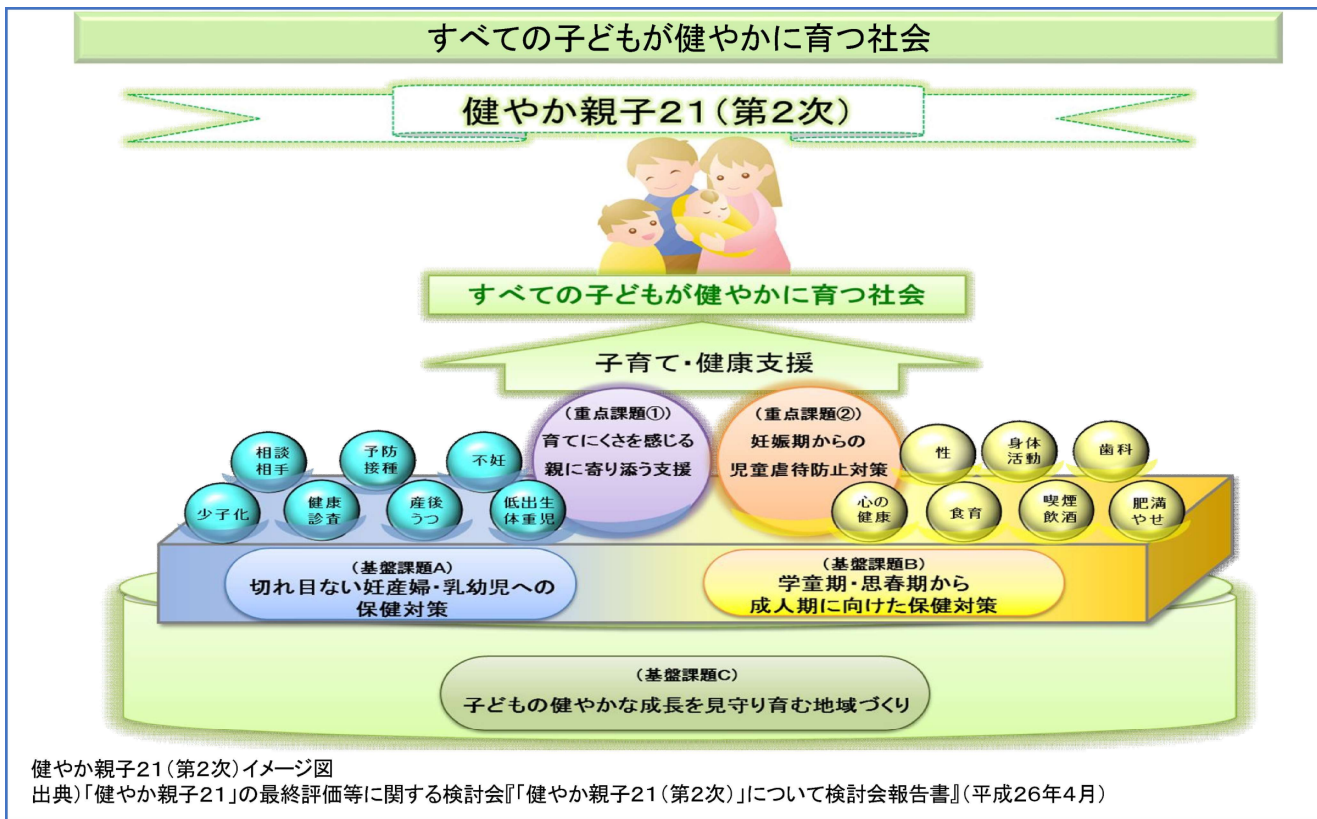 すべての子どもが健やかに育つ社会
健やか親子21(第2次)
すべての子どもが健やかに育つ社会
子育て・健康支援
(重点課題①)
育てにくさを感じる
親に寄り添う支援
(重点課題②)
妊娠期からの
児童虐待防止対策
相談
相手
予防
接種
不妊
少子化
健康
診査
産後
うつ
低出生
体重児
性
身体
活動
歯科
心の
健康
食育
喫煙
飲酒
肥満
やせ
(基盤課題A)
切れ目ない妊産婦・乳幼児への
保健対策
(基盤課題B)
学童期・思春期から
成人期に向けた保健対策
(基盤課題C)
子どもの健やかな成長を見守り育む地域づくり
健やか親子21(第2次)イメージ図
出典)「健やか親子21」の最終評価等に関する検討会『「健やか親子21(第2次)」について検討会報告書』(平成26年4月)